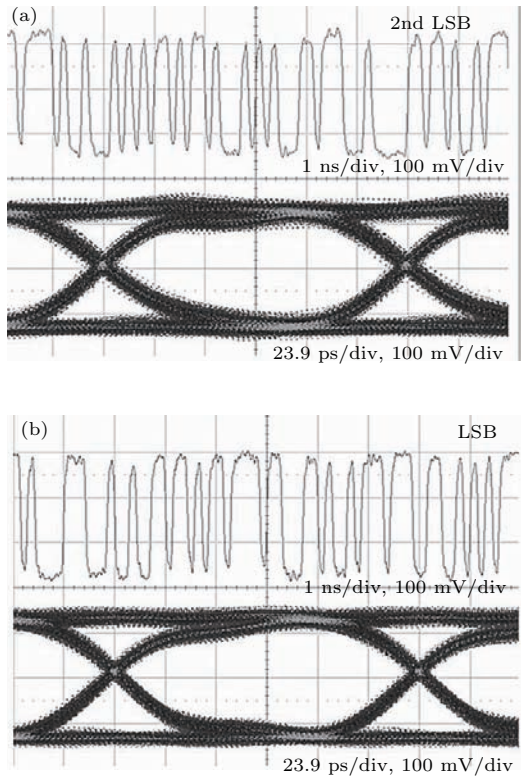 (a)
2nd LSB
1 ns/div, 100 mV/div
23.9 ps/div, 100 mV/div
(b)
LSB
1 ns/div, 100 mV/div
23.9 ps/div, 100 mV/div